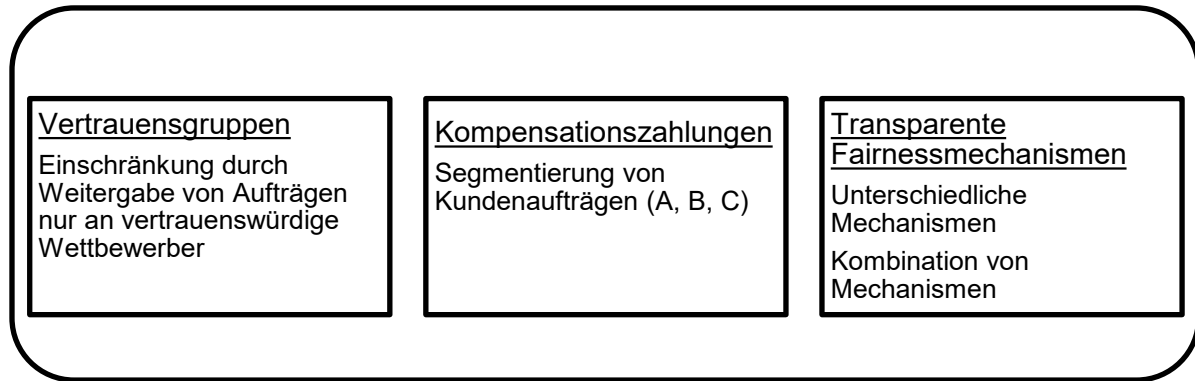 Vertrauensgruppen
Einschränkung durch
Weitergabe von Aufträgen
nur an vertrauenswürdige
Wettbewerber
Kompensationszahlungen
Segmentierung von
Kundenaufträgen (A, B, C)
Transparente
Fairnessmechanismen
Unterschiedliche
Mechanismen
Kombination von
Mechanismen